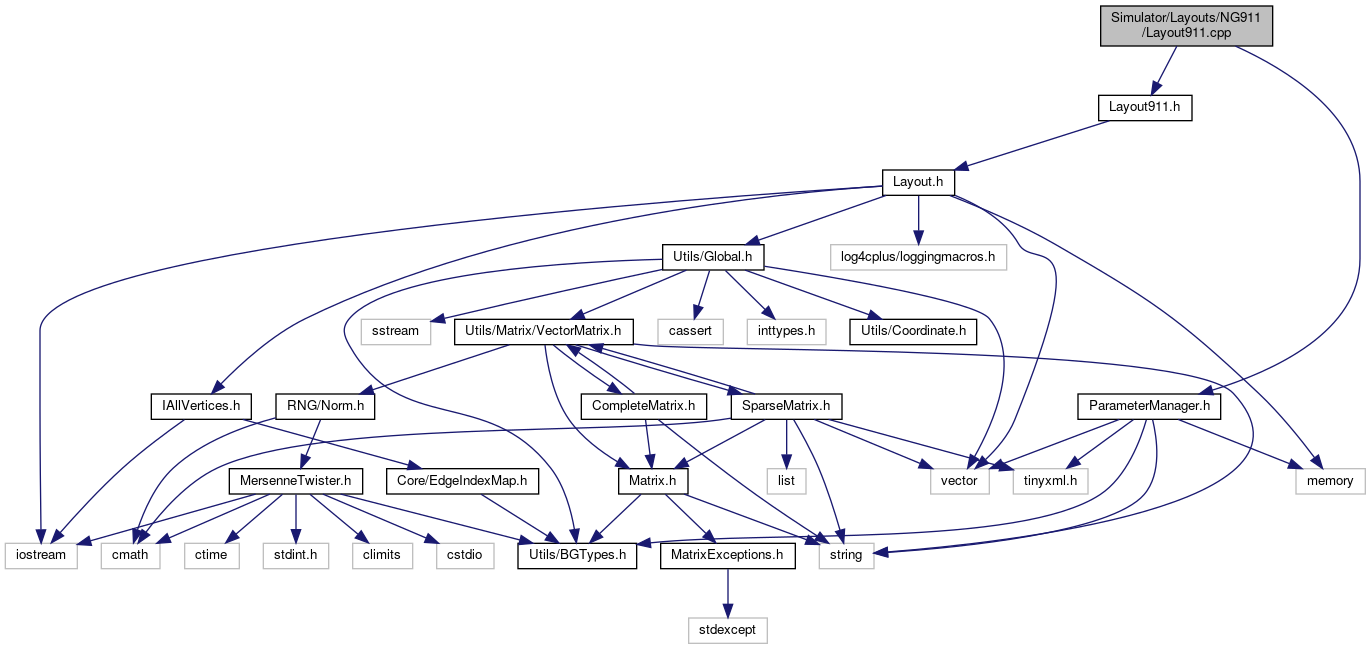 Simulator/Layouts/NG911
/Layout911.cpp
Layout911.h
Layout.h
Utils/Global.h
log4cplus/loggingmacros.h
sstream
Utils/Matrix/VectorMatrix.h
cassert
inttypes.h
Utils/Coordinate.h
IAllVertices.h
RNG/Norm.h
CompleteMatrix.h
SparseMatrix.h
ParameterManager.h
MersenneTwister.h
Core/EdgeIndexMap.h
Matrix.h
list
vector
tinyxml.h
memory
iostream
cmath
ctime
stdint.h
climits
cstdio
Utils/BGTypes.h
MatrixExceptions.h
string
stdexcept